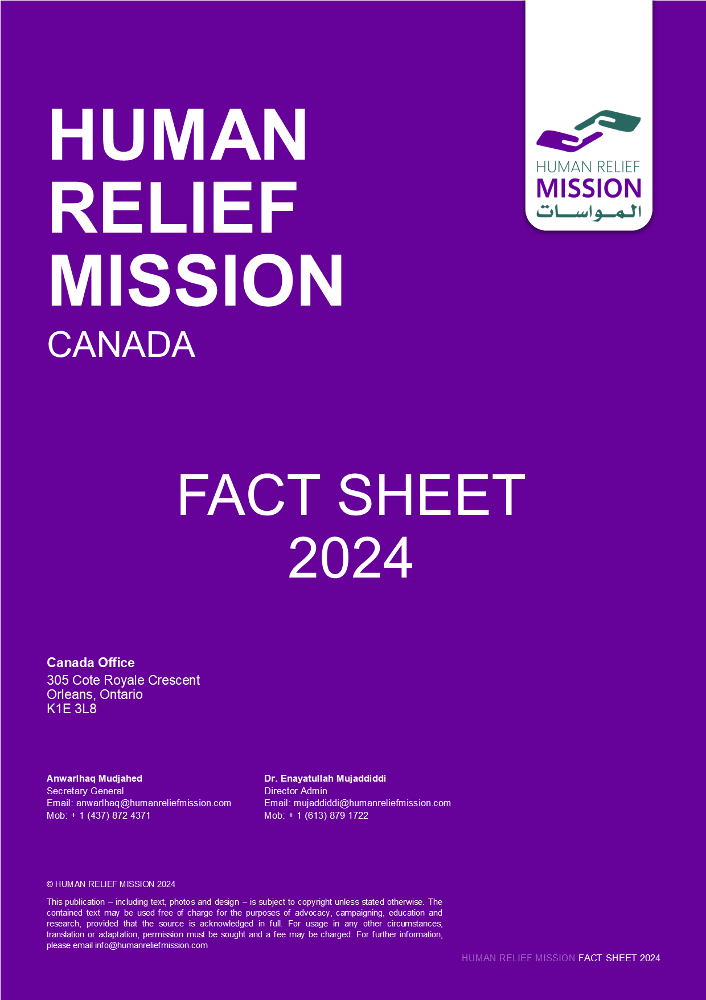 HUMAN
RELIEF
MISSION
CANADA
HUMAN RELIEF
MISSION
المواسات
FACT SHEET
2024
Canada Office
305 Cote Royale Crescent
Orleans, Ontario
K1E 3L8
Anwarlhaq Mudjahed
Secretary General
Email: anwarlhaq@humanreliefmission.com
Mob: + 1 (437) 872 4371
Dr. Enayatullah Mujaddiddi
Director Admin
Email: mujaddiddi@humanreliefmission.com
Mob: + 1 (613) 879 1722
© HUMAN RELIEF MISSION 2024
This publication – including text, photos and design – is subject to copyright unless stated otherwise. The
contained text may be used free of charge for the purposes of advocacy, campaigning, education and
research, provided that the source is acknowledged in full. For usage in any other circumstances,
translation or adaptation, permission must be sought and a fee may be charged. For further information,
please email info@humanreliefmission.com
HUMAN RELIEF MISSION FACT SHEET 2024